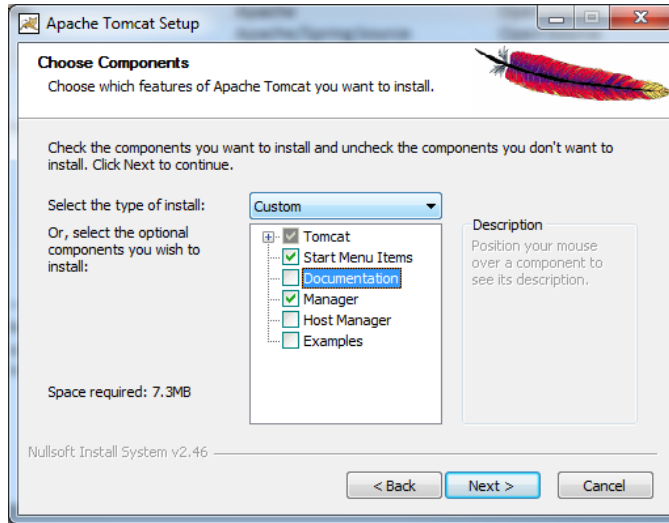 Apache Tomcat Setup
Choose Components
Choose which features of Apache Tomcat you want to install.
Check the components you want to install and uncheck the components you don't want to
install. Click Next to continue.
Select the type of install:
Custom
Or, select the optional
components you wish to
install:
Tomcat
Start Menu Items
Documentation
Manager
Host Manager
Examples
Description
Position your mouse
over a component to
see its description.
Space required: 7.3MB
Nullsoft Install System v2.46
< Back
Next >
Cancel